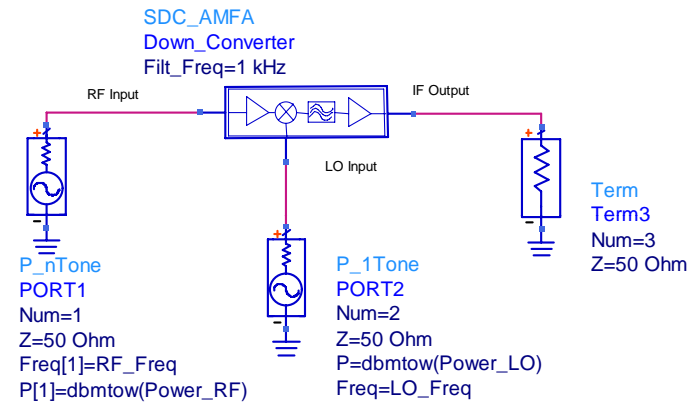 SDC_AMFA
Down_Converter
Filt_Freq=1 kHz
RF Input
IF Output
LO Input
P_nTone
PORT1
Num=1
Z=50 Ohm
Freq[1]=RF_Freq
P[1]=dbmtow(Power_RF)
P_1Tone
PORT2
Num=2
Z=50 Ohm
P=dbmtow(Power_LO)
Freq=LO_Freq
Term
Term3
Num=3
Z=50 Ohm